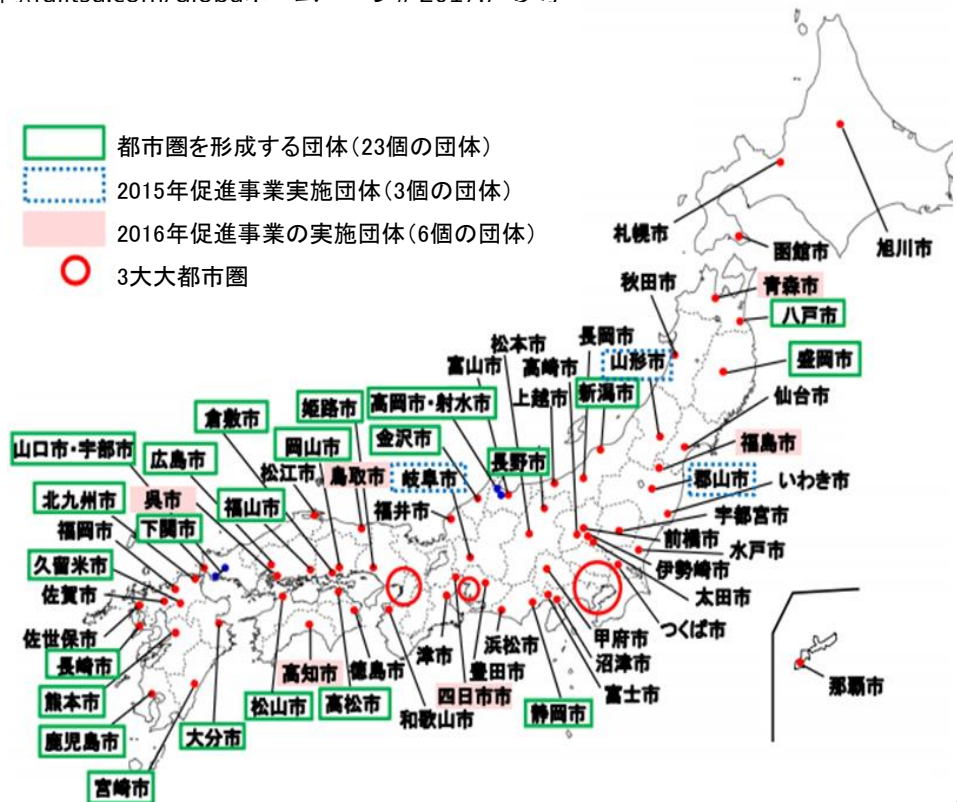 都市圏を形成する団体(23個の団体)
2015年促進事業実施団体(3個の団体)
2016年促進事業の実施団体(6個の団体)
3大大都市圏
札幌市
旭川市
函館市
秋田市
青森市
八戸市
長岡市
松本市
山形市
盛岡市
富山市
高崎市
仙台市
上越市
新潟市
姫路市
高岡市・射水市
倉敷市
金沢市
福島市
山口市・宇部市
広島市
岡山市
長野市
松江市
鳥取市
岐阜市
郡山市
いわき市
北九州市
呉市
福山市
福井市
宇都宮市
福岡市
下関市
前橋市
水戸市
久留米市
伊勢崎市
佐賀市
太田市
佐世保市
つくば市
甲府市
浜松市
長崎市
津市
沼津市
高知市
徳島市
豊田市
富士市
熊本市
四日市市
那覇市
松山市
高松市
和歌山市
静岡市
鹿児島市
大分市
宮崎市